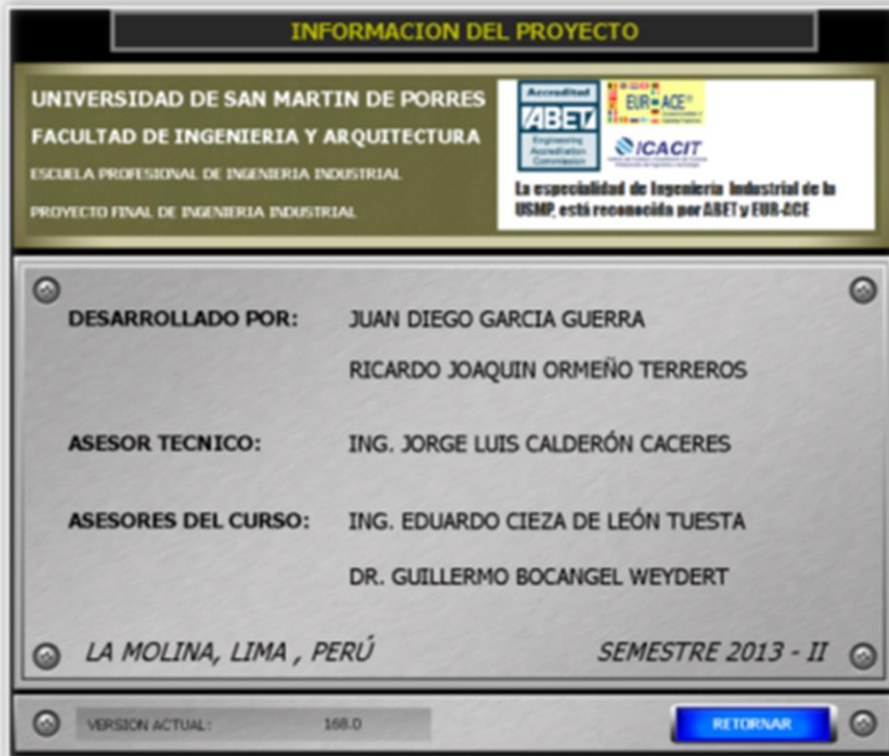 INFORMACION DEL PROYECTO
UNIVERSIDAD DE SAN MARTIN DE PORRES
FACULTAD DE INGENIERIA Y ARQUITECTURA
ESCUELA PROFESIONAL DE INGENIERIA INDUSTRIAL
PROYECTO FINAL DE INGENIERIA INDUSTRIAL
Accredited
ABET
Engineering
Accreditation
Commission
EUR-ACE®
ICACIT
La especialidad de Ingeniería Industrial de la
USMP, está reconocida por ABET y EUR-ACE
DESARROLLADO POR: JUAN DIEGO GARCIA GUERRA
RICARDO JOAQUIN ORMEÑO TERREROS
ASESOR TECNICO: ING. JORGE LUIS CALDERÓN CACERES
ASESORES DEL CURSO: ING. EDUARDO CIEZA DE LEÓN TUESTA
DR. GUILLERMO BOCANGEL WEYDERT
LA MOLINA, LIMA , PERÚ SEMESTRE 2013 - II
VERSION ACTUAL: 168.0 RETORNAR